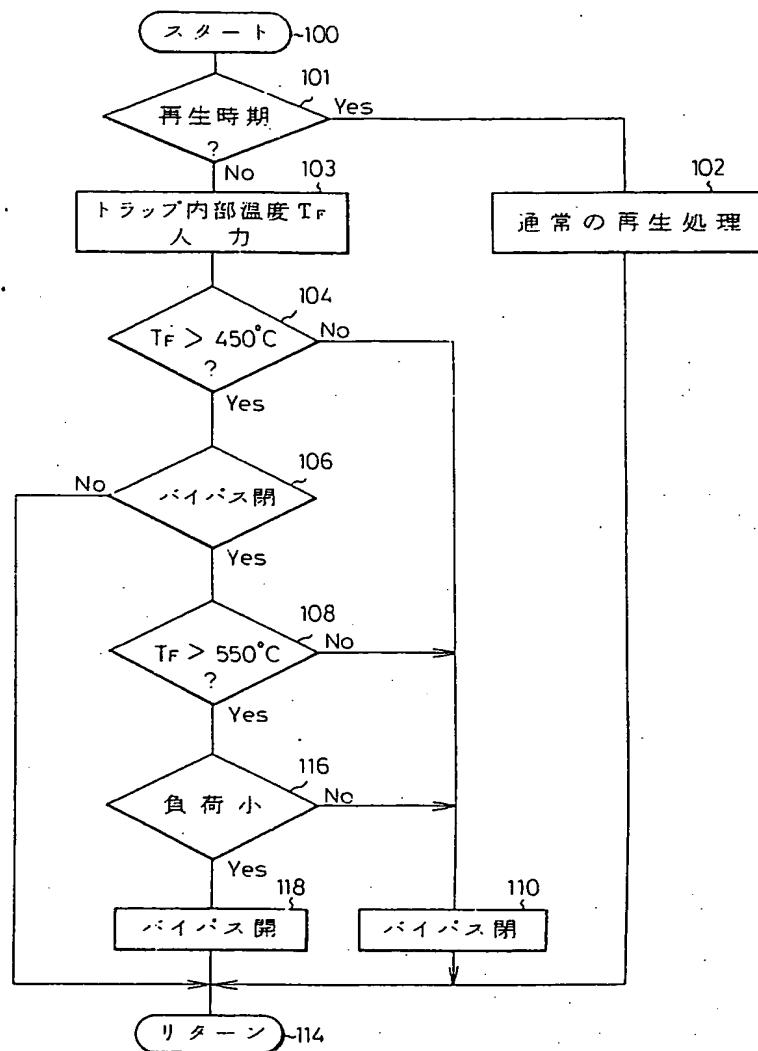 スタート 100
101
再生時期
?
Yes
No
103
トラップ内部温度TF
入力
102
通常の再生処理
104
TF > 450°C
?
No
Yes
106
バイパス閉
No
Yes
108
TF > 550°C
?
No
Yes
116
負荷小
No
Yes
118
バイパス開
110
バイパス閉
リターン 114